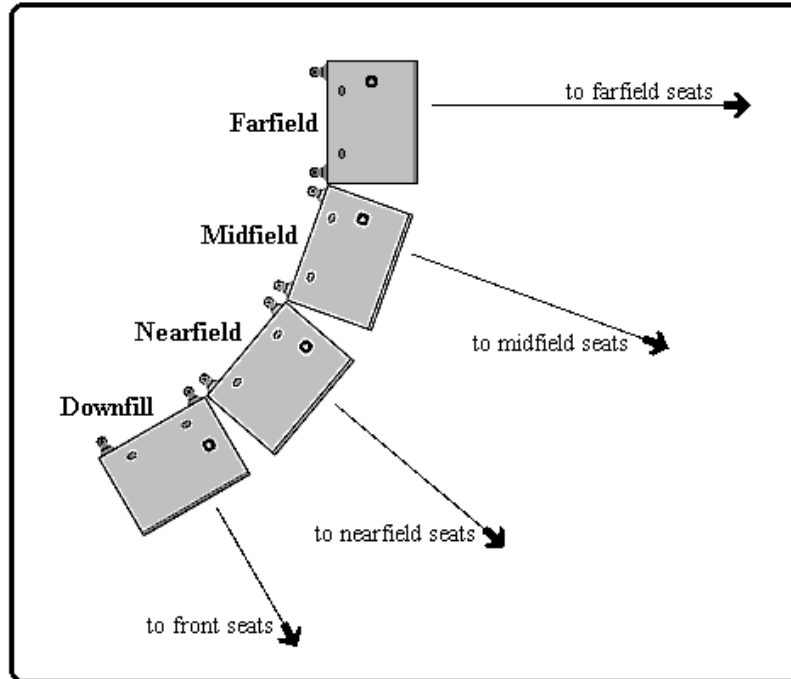 to farfield seats
Farfield
Midfield
Nearfield
to midfield seats
Downfill
to nearfield seats
to front seats